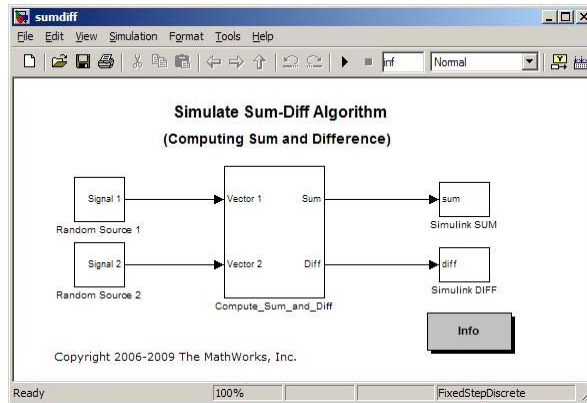 sumdiff
File Edit View Simulation Format Tools Help
inf Normal
Simulate Sum-Diff Algorithm
(Computing Sum and Difference)
Signal 1 Vector 1 Sum sum
Random Source 1 Simulink SUM
Signal 2 Vector 2 Diff diff
Random Source 2 Simulink DIFF
Compute_Sum_and_Diff
Info
Copyright 2006-2009 The MathWorks, Inc.
Ready 100% FixedStepDiscrete